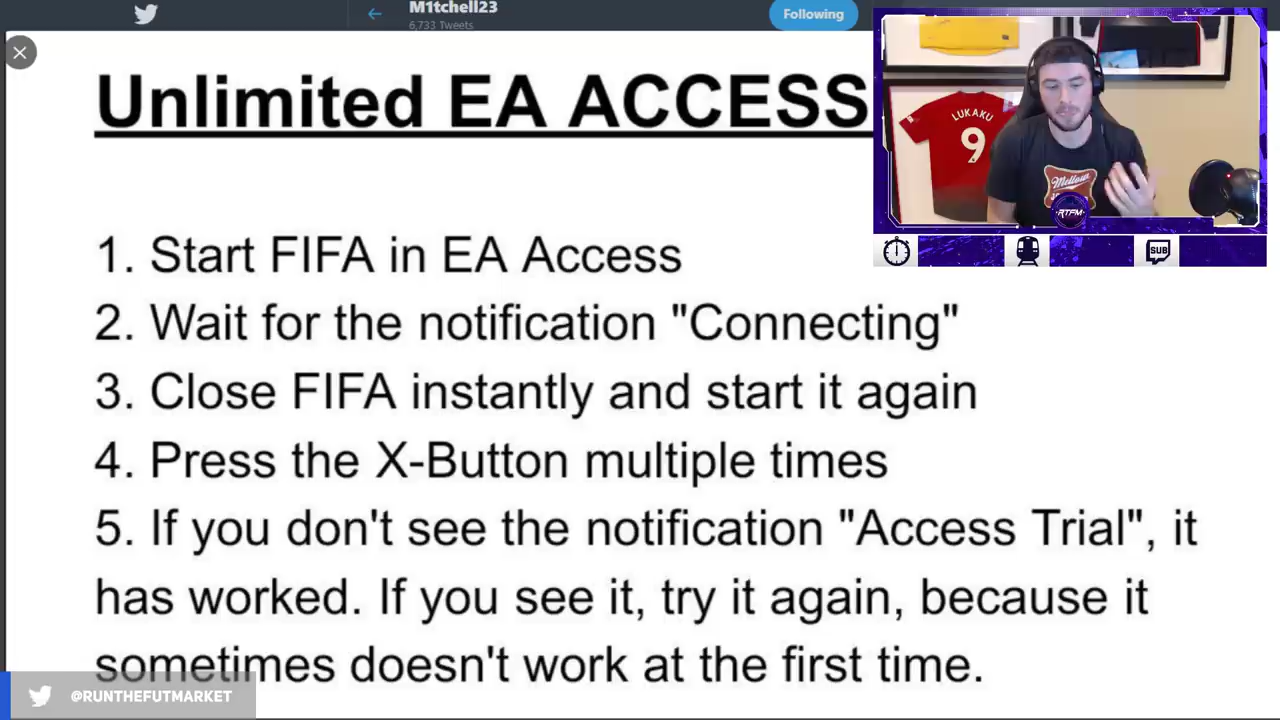 M1tchell23
6,733 Tweets
Following
Unlimited EA ACCESS
LUKAKU
9
Mellow
RTFM
SUB
1. Start FIFA in EA Access
2. Wait for the notification "Connecting"
3. Close FIFA instantly and start it again
4. Press the X-Button multiple times
5. If you don't see the notification "Access Trial", it
has worked. If you see it, try it again, because it
sometimes doesn't work at the first time.
@RUNTHEFUTMARKET